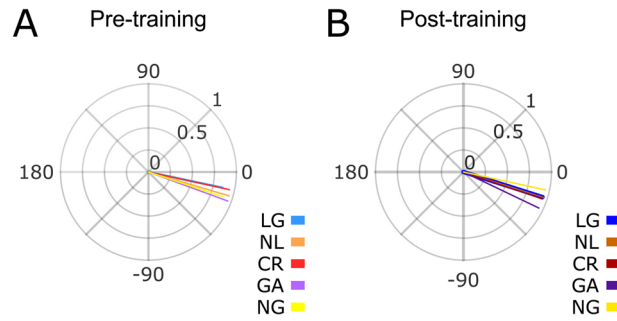 A Pre-training
90
1
0.5
180 0 0
-90
LG
NL
CR
GA
NG
B Post-training
90
1
0.5
180 0 0
-90
LG
NL
CR
GA
NG